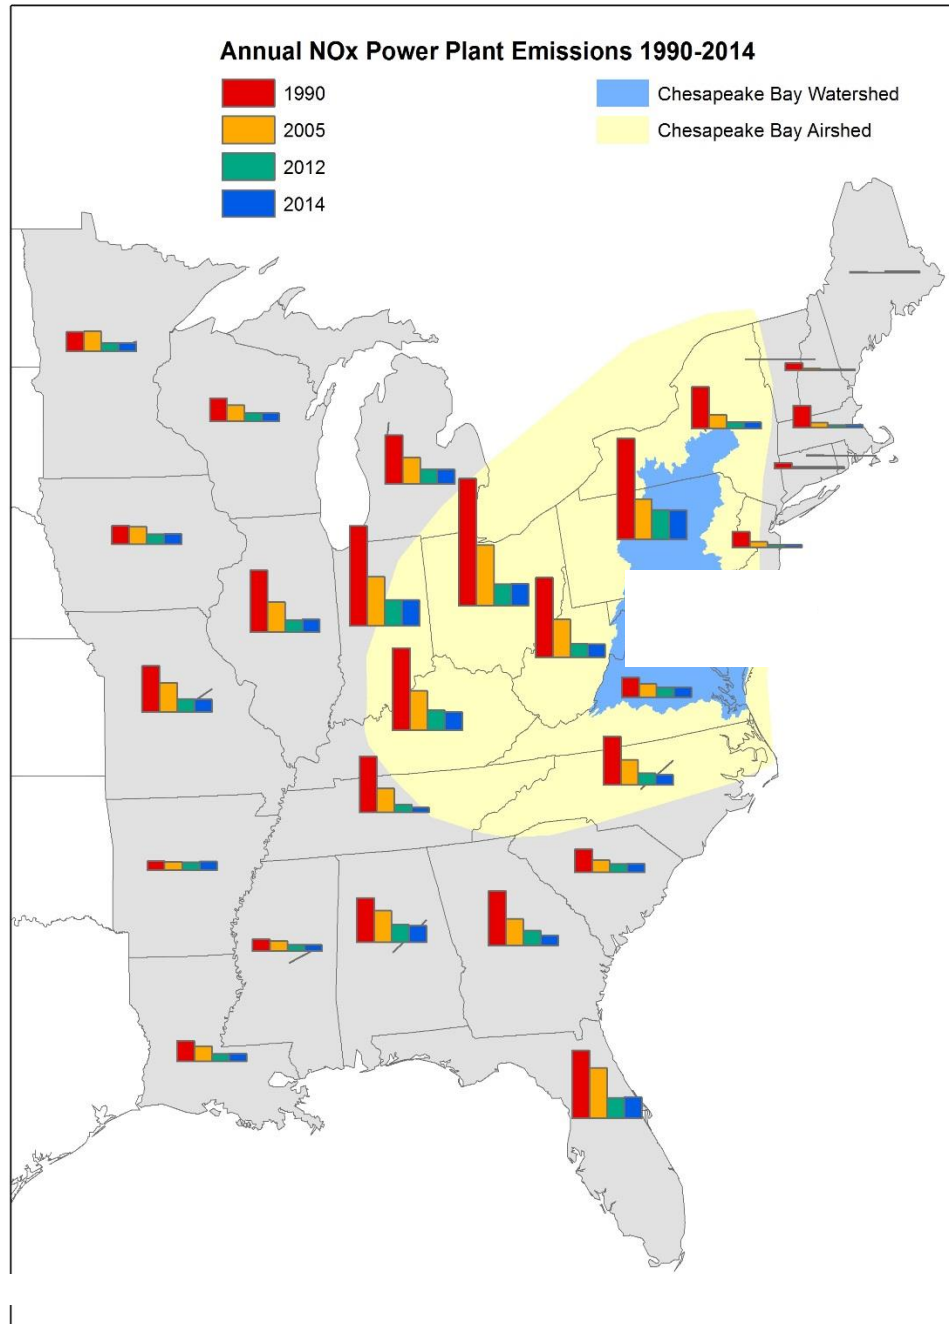 Annual NOx Power Plant Emissions 1990-2014
1990
2005
2012
2014
Chesapeake Bay Watershed
Chesapeake Bay Airshed